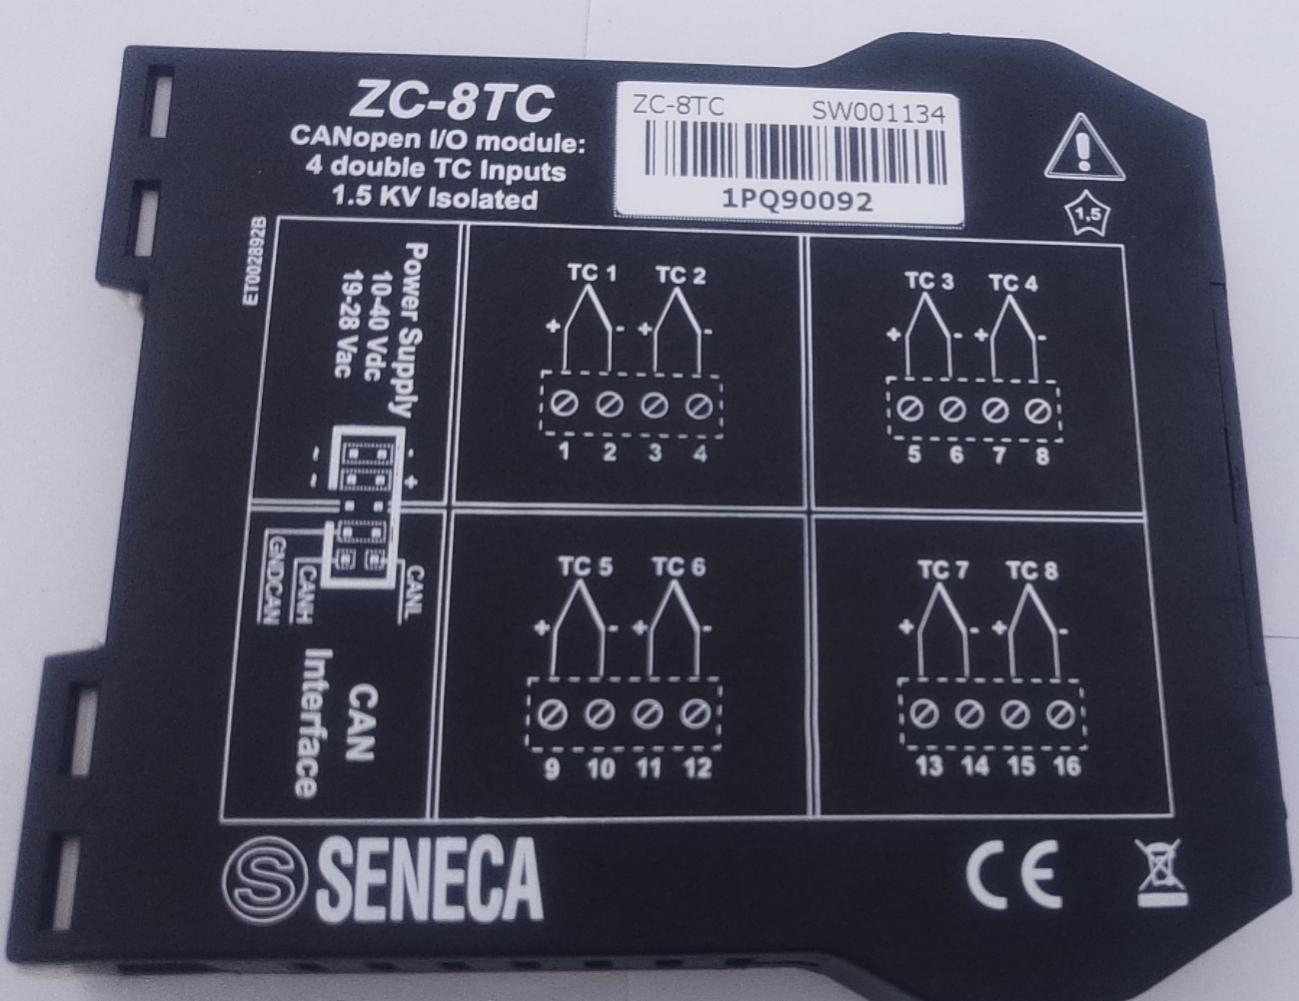 ZC-8TC
CANopen I/O module:
4 double TC Inputs
1.5 KV Isolated
ZC-8TC SW001134
1PQ90092
1,5
ET002892B
Power Supply
10-40 Vdc
19-28 Vac
- +
~ ~
TC 1 TC 2
+ - + -
1 2 3 4
TC 3 TC 4
+ - + -
5 6 7 8
GNDCAN
CANH
CANL
CAN
Interface
TC 5 TC 6
+ - + -
9 10 11 12
TC 7 TC 8
+ - + -
13 14 15 16
S SENECA
CE